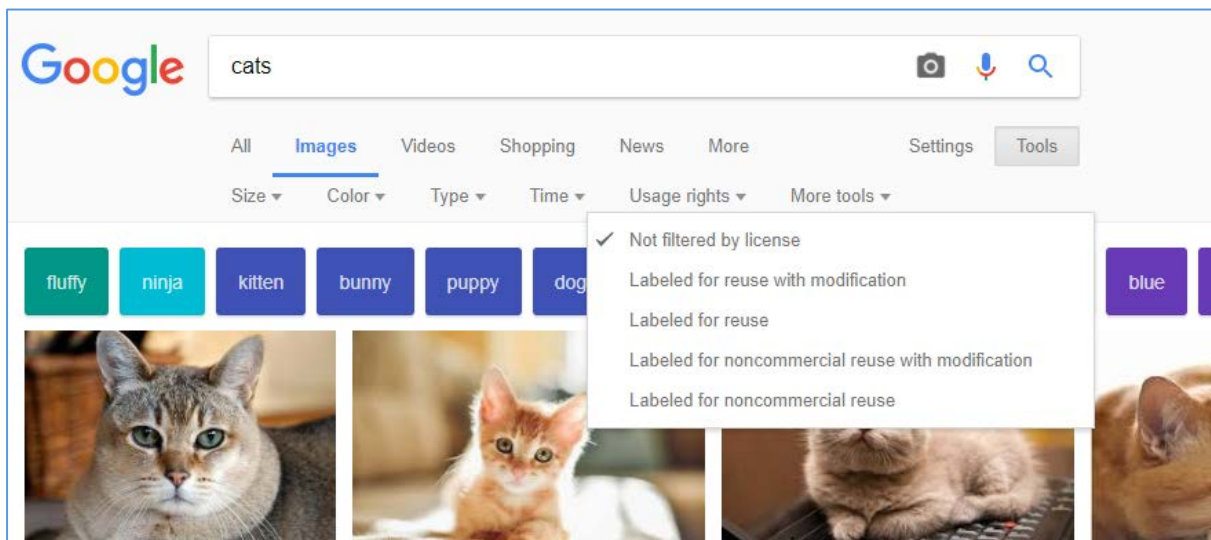 Google
cats
All Images Videos Shopping News More Settings Tools
Size Color Type Time Usage rights More tools
Not filtered by license
Labeled for reuse with modification
Labeled for reuse
Labeled for noncommercial reuse with modification
Labeled for noncommercial reuse
fluffy ninja kitten bunny puppy dog blue